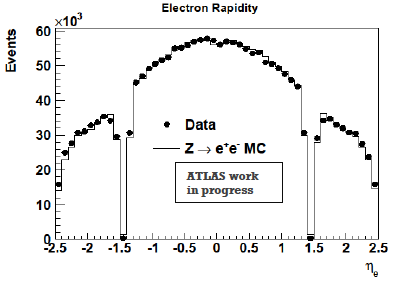 Electron Rapidity
×10³
Events
60
50
40
30
20
10
0
Data
Z → e⁺e⁻ MC
ATLAS work
in progress
-2.5 -2 -1.5 -1 -0.5 0 0.5 1 1.5 2 2.5
ηe